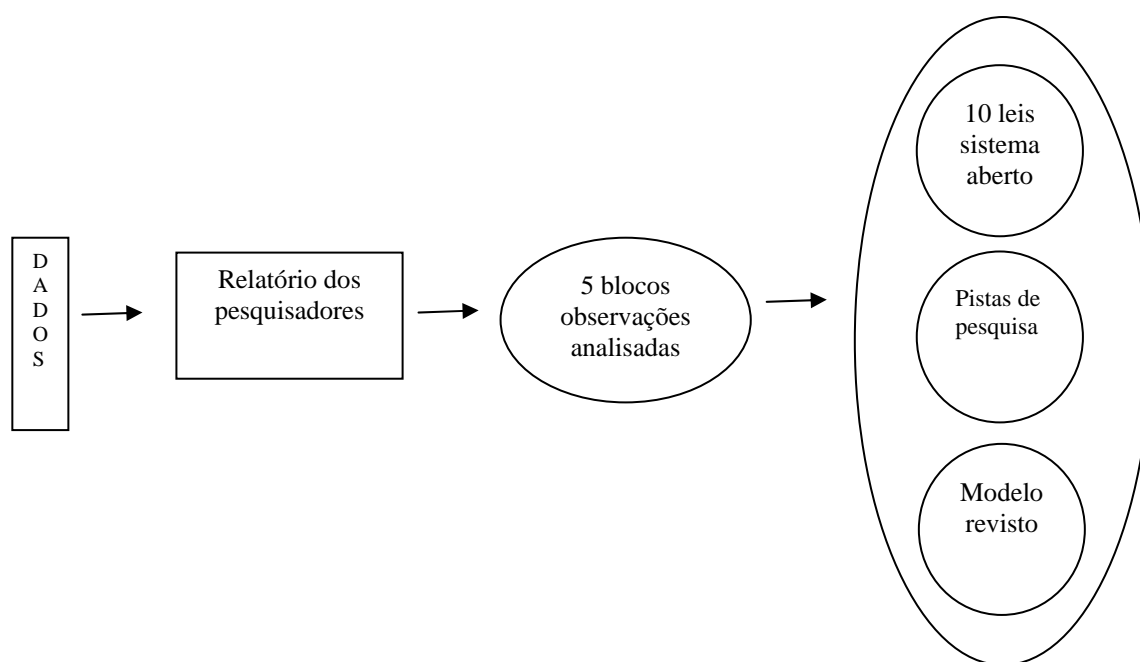 D
A
D
O
S
Relatório dos
pesquisadores
5 blocos
observações
analisadas
10 leis
sistema
aberto
Pistas de
pesquisa
Modelo
revisto